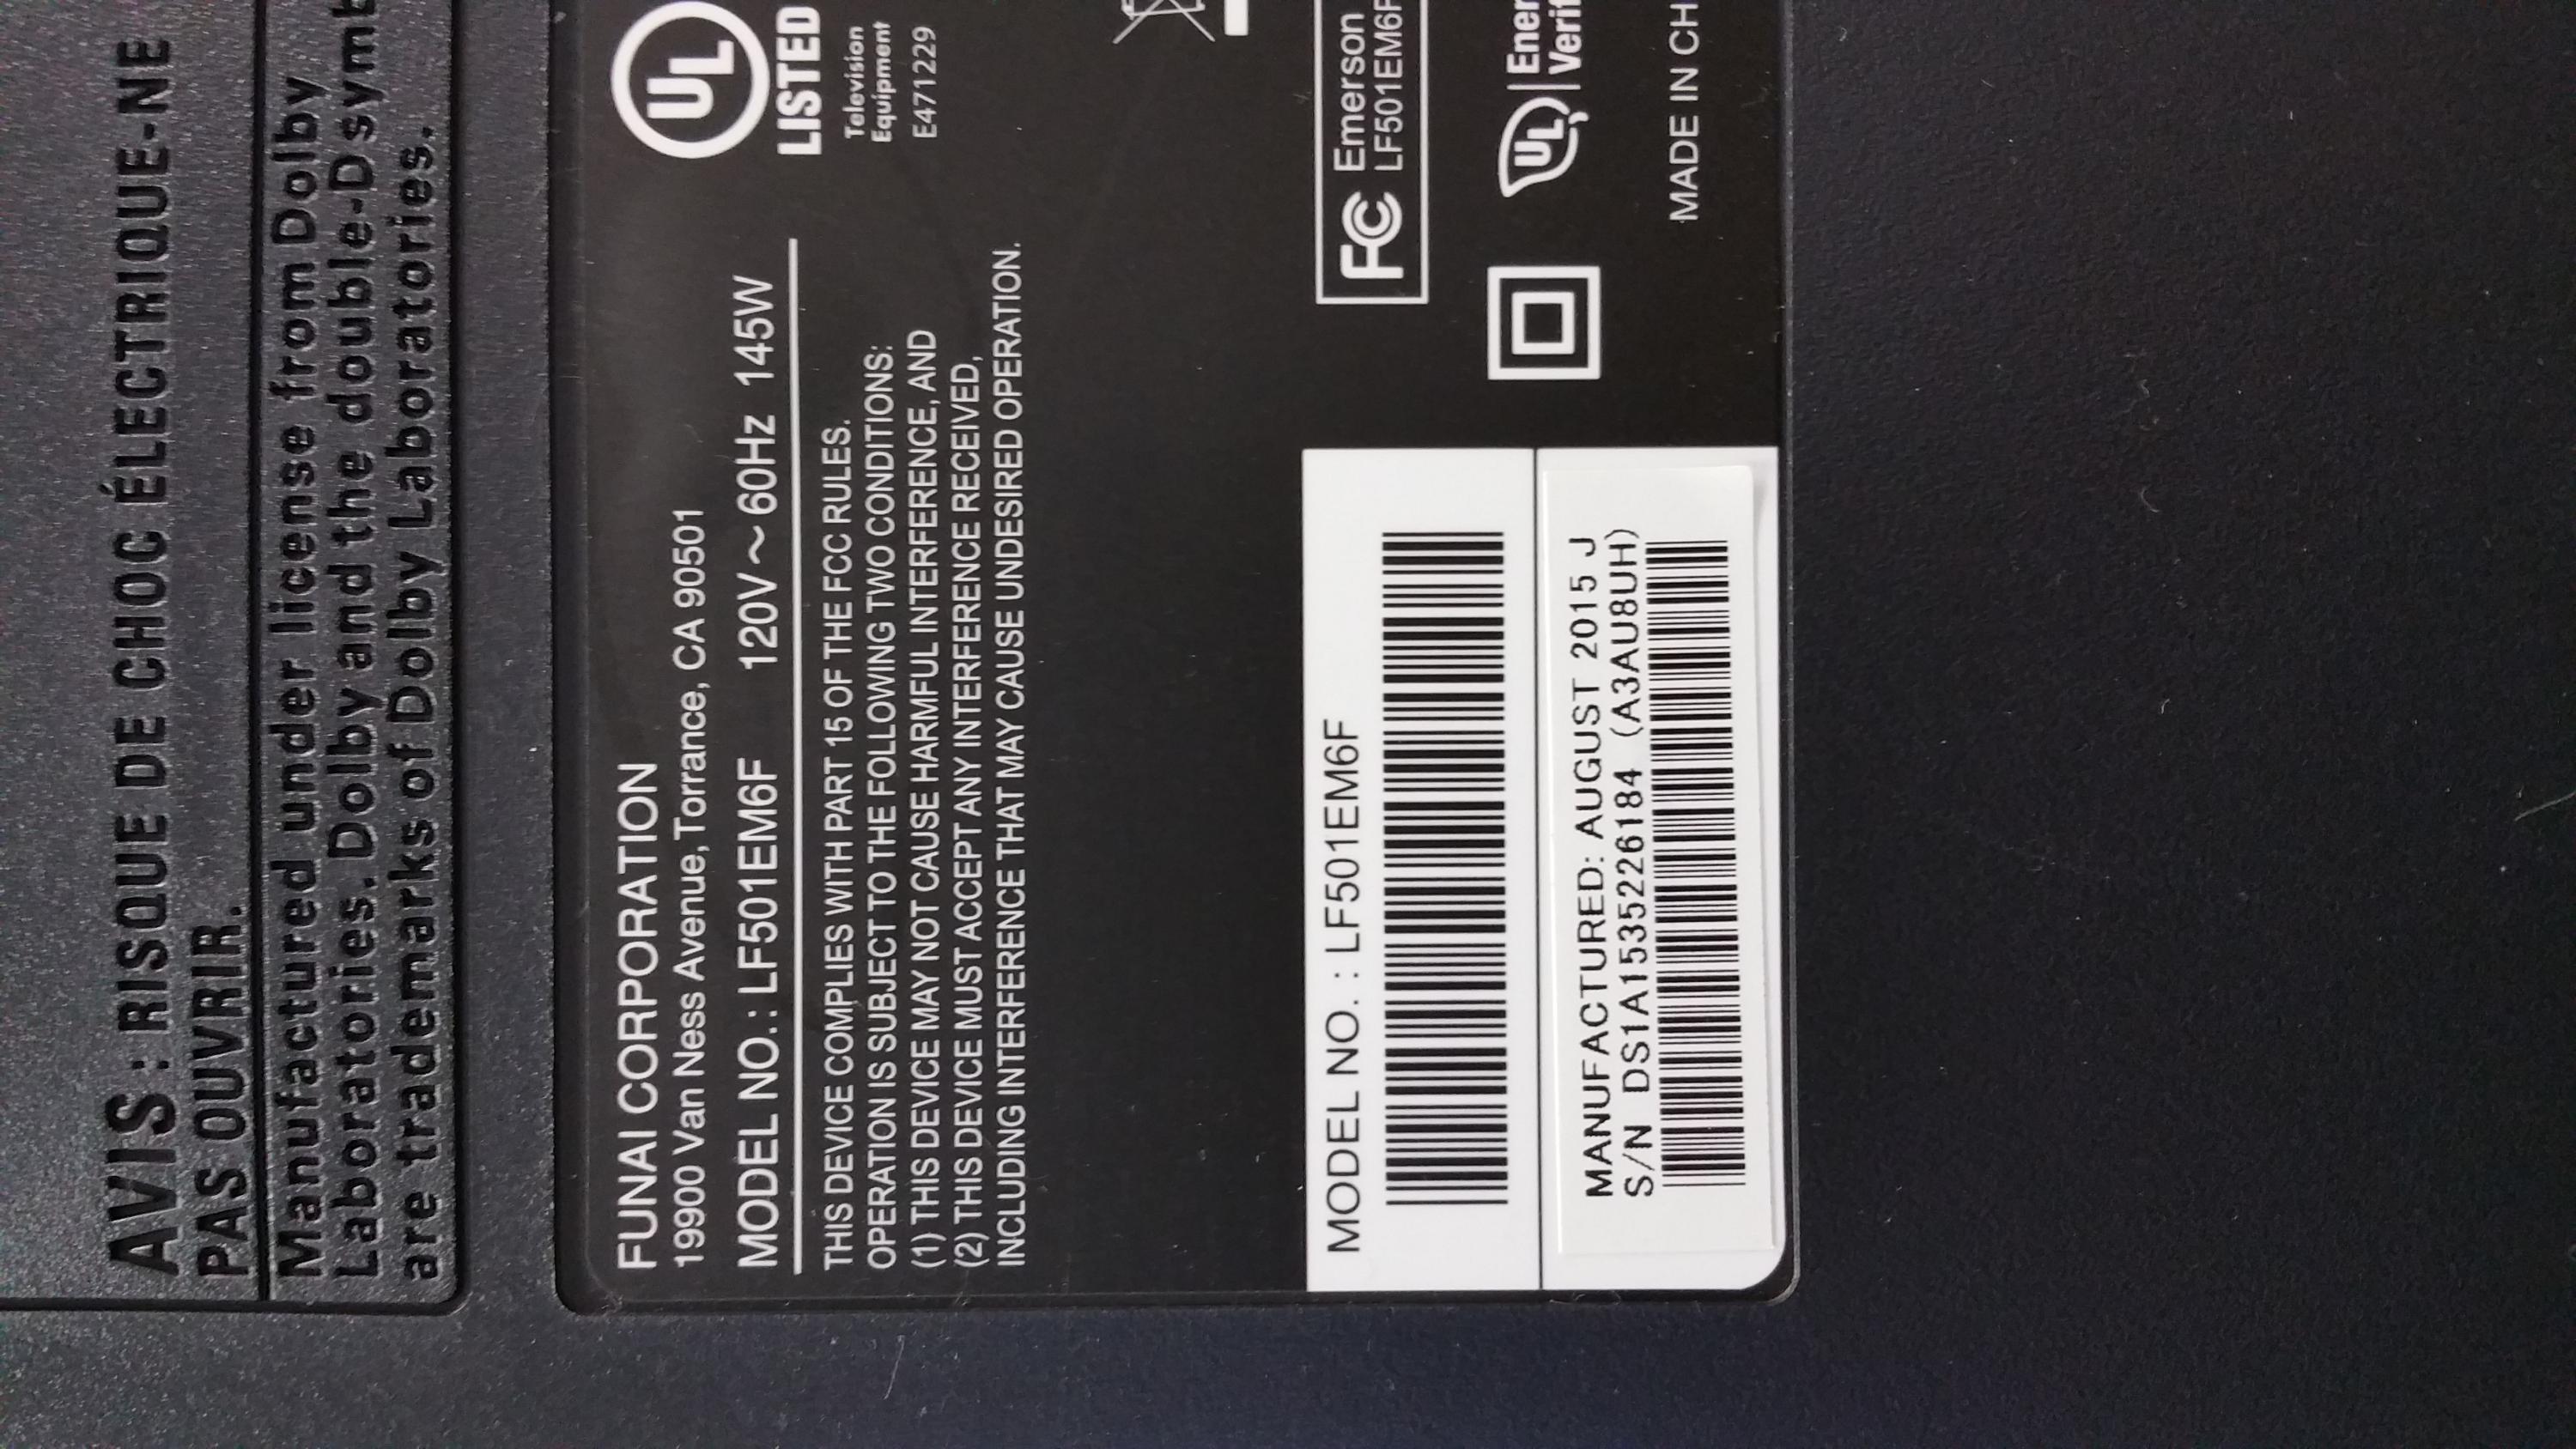 AVIS : RISQUE DE CHOC ÉLECTRIQUE-NE
PAS OUVRIR.
Manufactured under license from Dolby
Laboratories. Dolby and the double-D symb
are trademarks of Dolby Laboratories.
FUNAI CORPORATION
19900 Van Ness Avenue, Torrance, CA 90501
MODEL NO.: LF501EM6F 120V ~ 60Hz 145W
THIS DEVICE COMPLIES WITH PART 15 OF THE FCC RULES.
OPERATION IS SUBJECT TO THE FOLLOWING TWO CONDITIONS:
(1) THIS DEVICE MAY NOT CAUSE HARMFUL INTERFERENCE, AND
(2) THIS DEVICE MUST ACCEPT ANY INTERFERENCE RECEIVED,
INCLUDING INTERFERENCE THAT MAY CAUSE UNDESIRED OPERATION.
UL
LISTED
Television
Equipment
E471229
MODEL NO. : LF501EM6F
MANUFACTURED: AUGUST 2015 J
S/N DS1A1535226184 (A3AU8UH)
FC Emerson
LF501EM6F
UL Ener
Verif
MADE IN CH